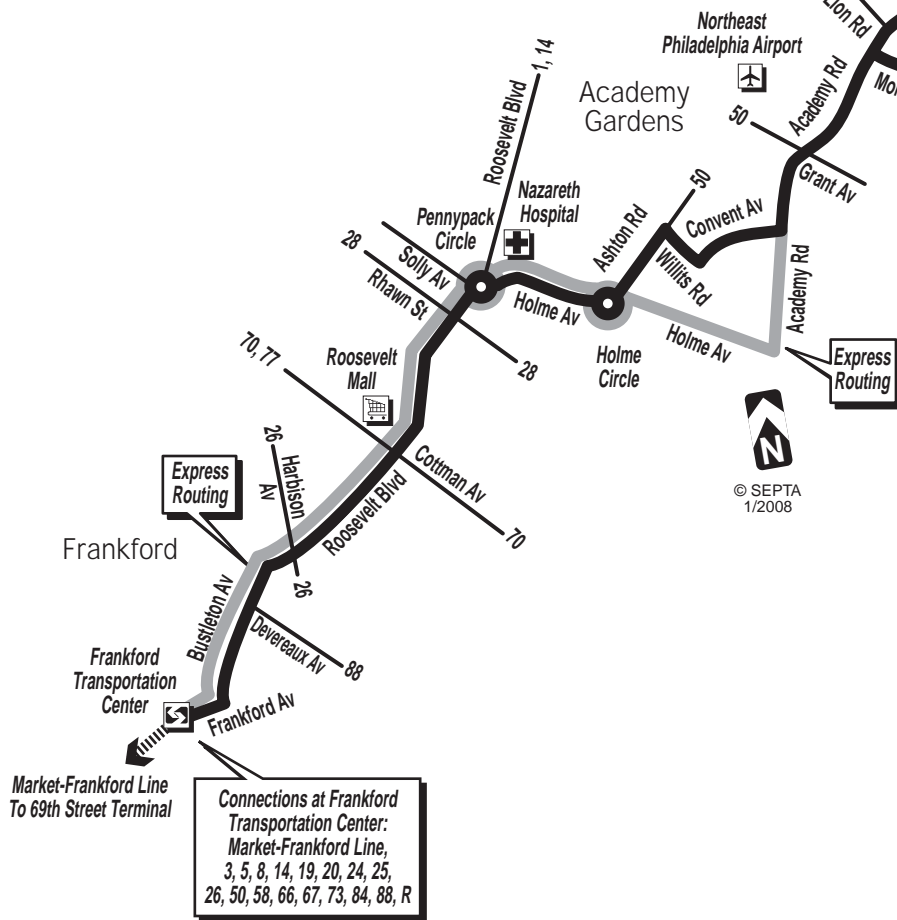 Lion Rd
Northeast
Philadelphia Airport
Roosevelt Blvd
1, 14
Academy
Gardens
Academy Rd
50
Grant Av
Nazareth
Hospital
Pennypack
Circle
Ashton Rd
50
Convent Av
Willits Rd
28
Solly Av
Rhawn St
Holme Av
Academy Rd
Holme Av
Holme
Circle
28
Express
Routing
70, 77
Roosevelt
Mall
N
© SEPTA
1/2008
26
Harbison
Av
Cottman Av
Roosevelt Blvd
70
Express
Routing
Frankford
26
Bustleton Av
Devereaux Av
88
Frankford
Transportation
Center
Frankford Av
Market-Frankford Line
To 69th Street Terminal
Connections at Frankford
Transportation Center:
Market-Frankford Line,
3, 5, 8, 14, 19, 20, 24, 25,
26, 50, 58, 66, 67, 73, 84, 88, R